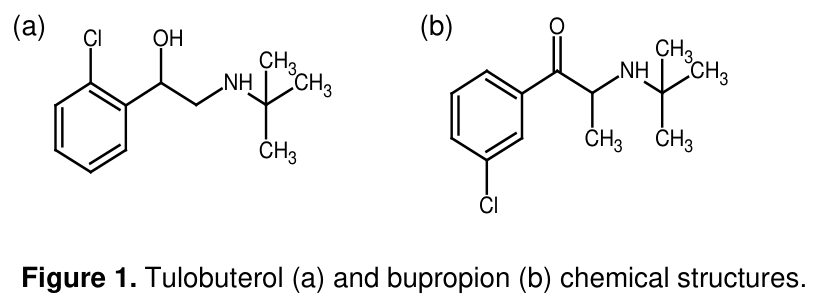 (a)
Cl
OH
NH
CH3
CH3
CH3
(b)
O
NH
CH3
CH3
CH3
CH3
Cl
Figure 1. Tulobuterol (a) and bupropion (b) chemical structures.